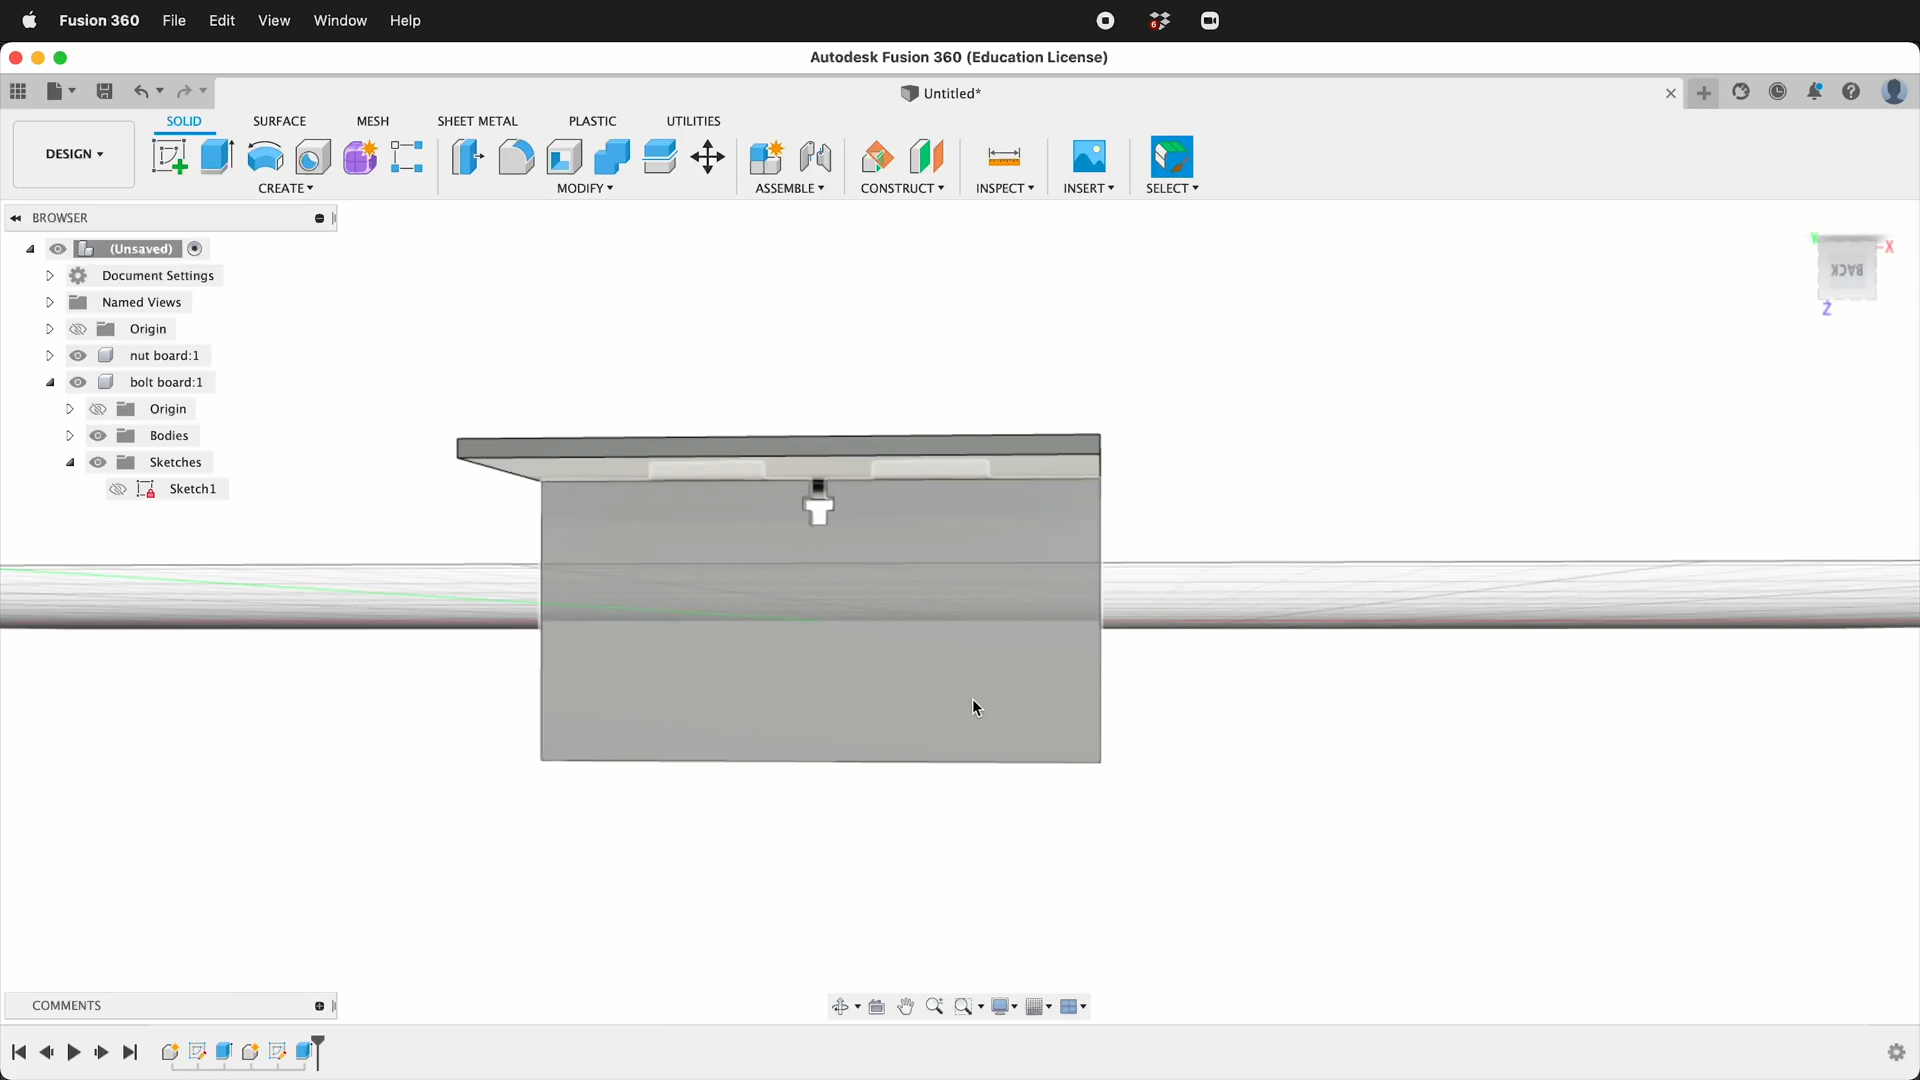 Fusion 360 File Edit View Window Help
6
Autodesk Fusion 360 (Education License)
Untitled*
SOLID SURFACE MESH SHEET METAL PLASTIC UTILITIES
DESIGN
CREATE MODIFY ASSEMBLE CONSTRUCT INSPECT INSERT SELECT
BROWSER
(Unsaved)
Document Settings
Named Views
Origin
nut board:1
bolt board:1
Origin
Bodies
Sketches
Sketch1
Y -X
BACK
Z
COMMENTS